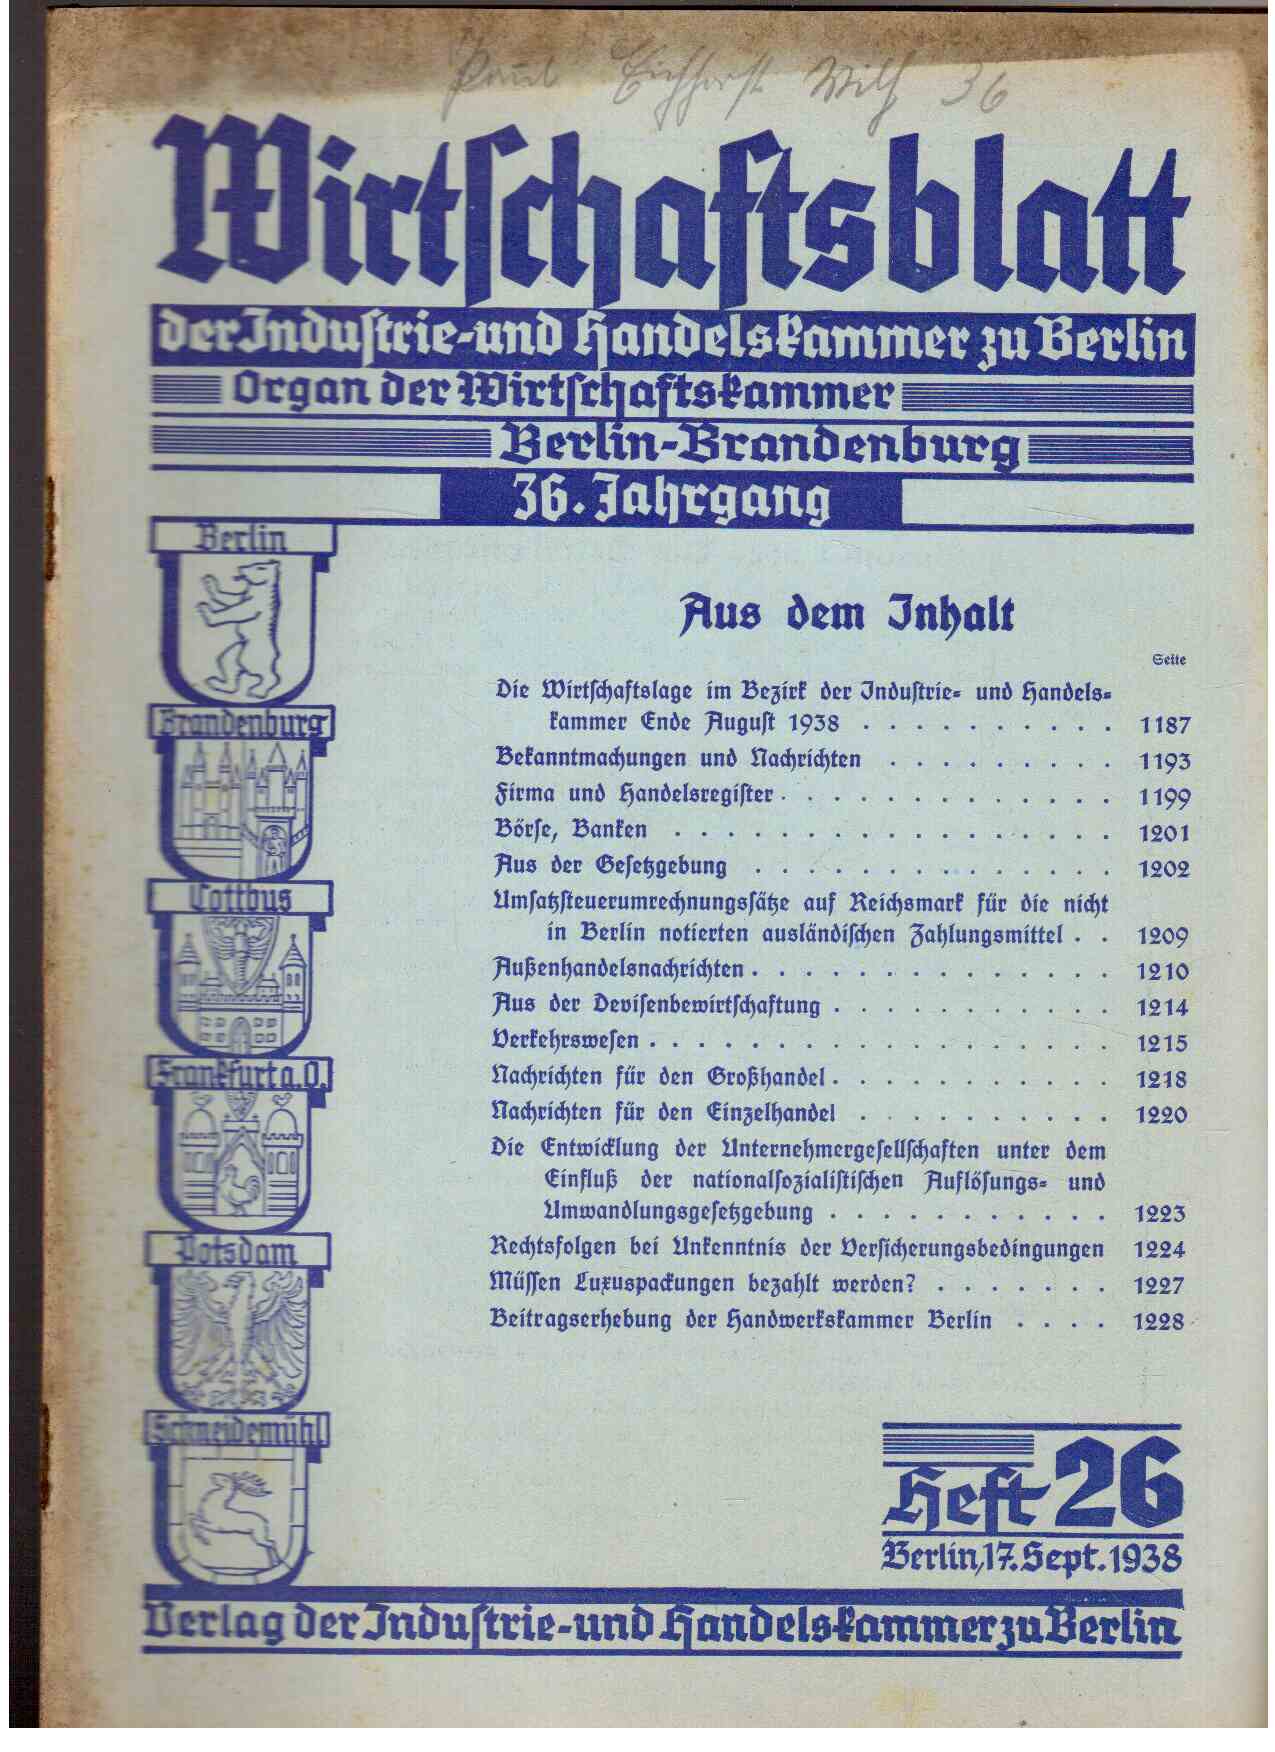 Paul Eichhorst Wilh 36
Wirtschaftsblatt
der Industrie- und Handelskammer zu Berlin
Organ der Wirtschaftskammer
Berlin-Brandenburg
36. Jahrgang
Berlin
Brandenburg
Cottbus
Frankfurt a. O.
Potsdam
Schneidemühl
Aus dem Inhalt
Seite
Die Wirtschaftslage im Bezirk der Industrie- und Handels-
kammer Ende August 1938 . . . . . . . . . . 1187
Bekanntmachungen und Nachrichten . . . . . . . . . 1193
Firma und Handelsregister . . . . . . . . . . . . . 1199
Börse, Banken . . . . . . . . . . . . . . . . . 1201
Aus der Gesetzgebung . . . . . . . . . . . . . . 1202
Umsatzsteuerumrechnungssätze auf Reichsmark für die nicht
in Berlin notierten ausländischen Zahlungsmittel . . 1209
Außenhandelsnachrichten . . . . . . . . . . . . . . 1210
Aus der Devisenbewirtschaftung . . . . . . . . . . . 1214
Verkehrswesen . . . . . . . . . . . . . . . . . . 1215
Nachrichten für den Großhandel . . . . . . . . . . . 1218
Nachrichten für den Einzelhandel . . . . . . . . . . 1220
Die Entwicklung der Unternehmergesellschaften unter dem
Einfluß der nationalsozialistischen Auflösungs- und
Umwandlungsgesetzgebung . . . . . . . . . . . 1223
Rechtsfolgen bei Unkenntnis der Versicherungsbedingungen 1224
Müssen Luxuspackungen bezahlt werden? . . . . . . . 1227
Beitragserhebung der Handwerkskammer Berlin . . . . 1228
Heft 26
Berlin, 17. Sept. 1938
Verlag der Industrie- und Handelskammer zu Berlin